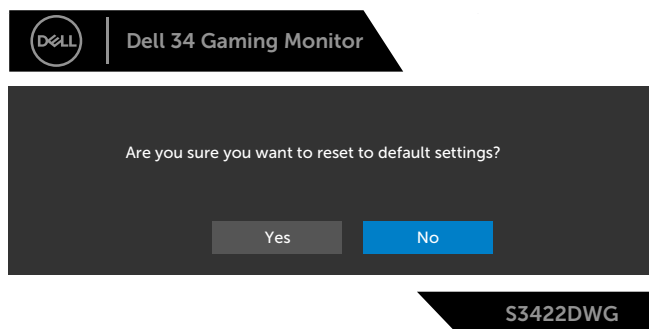 DELL
Dell 34 Gaming Monitor
Are you sure you want to reset to default settings?
Yes No
S3422DWG